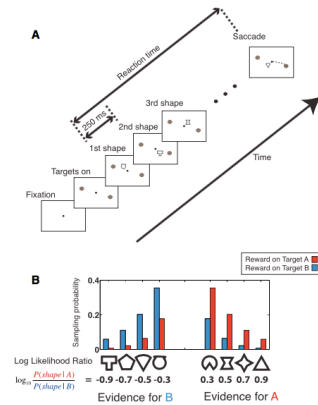 A
Saccade
Reaction time
250 ms
3rd shape
2nd shape
1st shape
Targets on
Fixation
Time
B
Reward on Target A
Reward on Target B
Sampling probability
0.4
0.2
0
Log Likelihood Ratio
log₁₀ P(shape|A) / P(shape|B) = -0.9 -0.7 -0.5 -0.3 0.3 0.5 0.7 0.9
Evidence for B Evidence for A